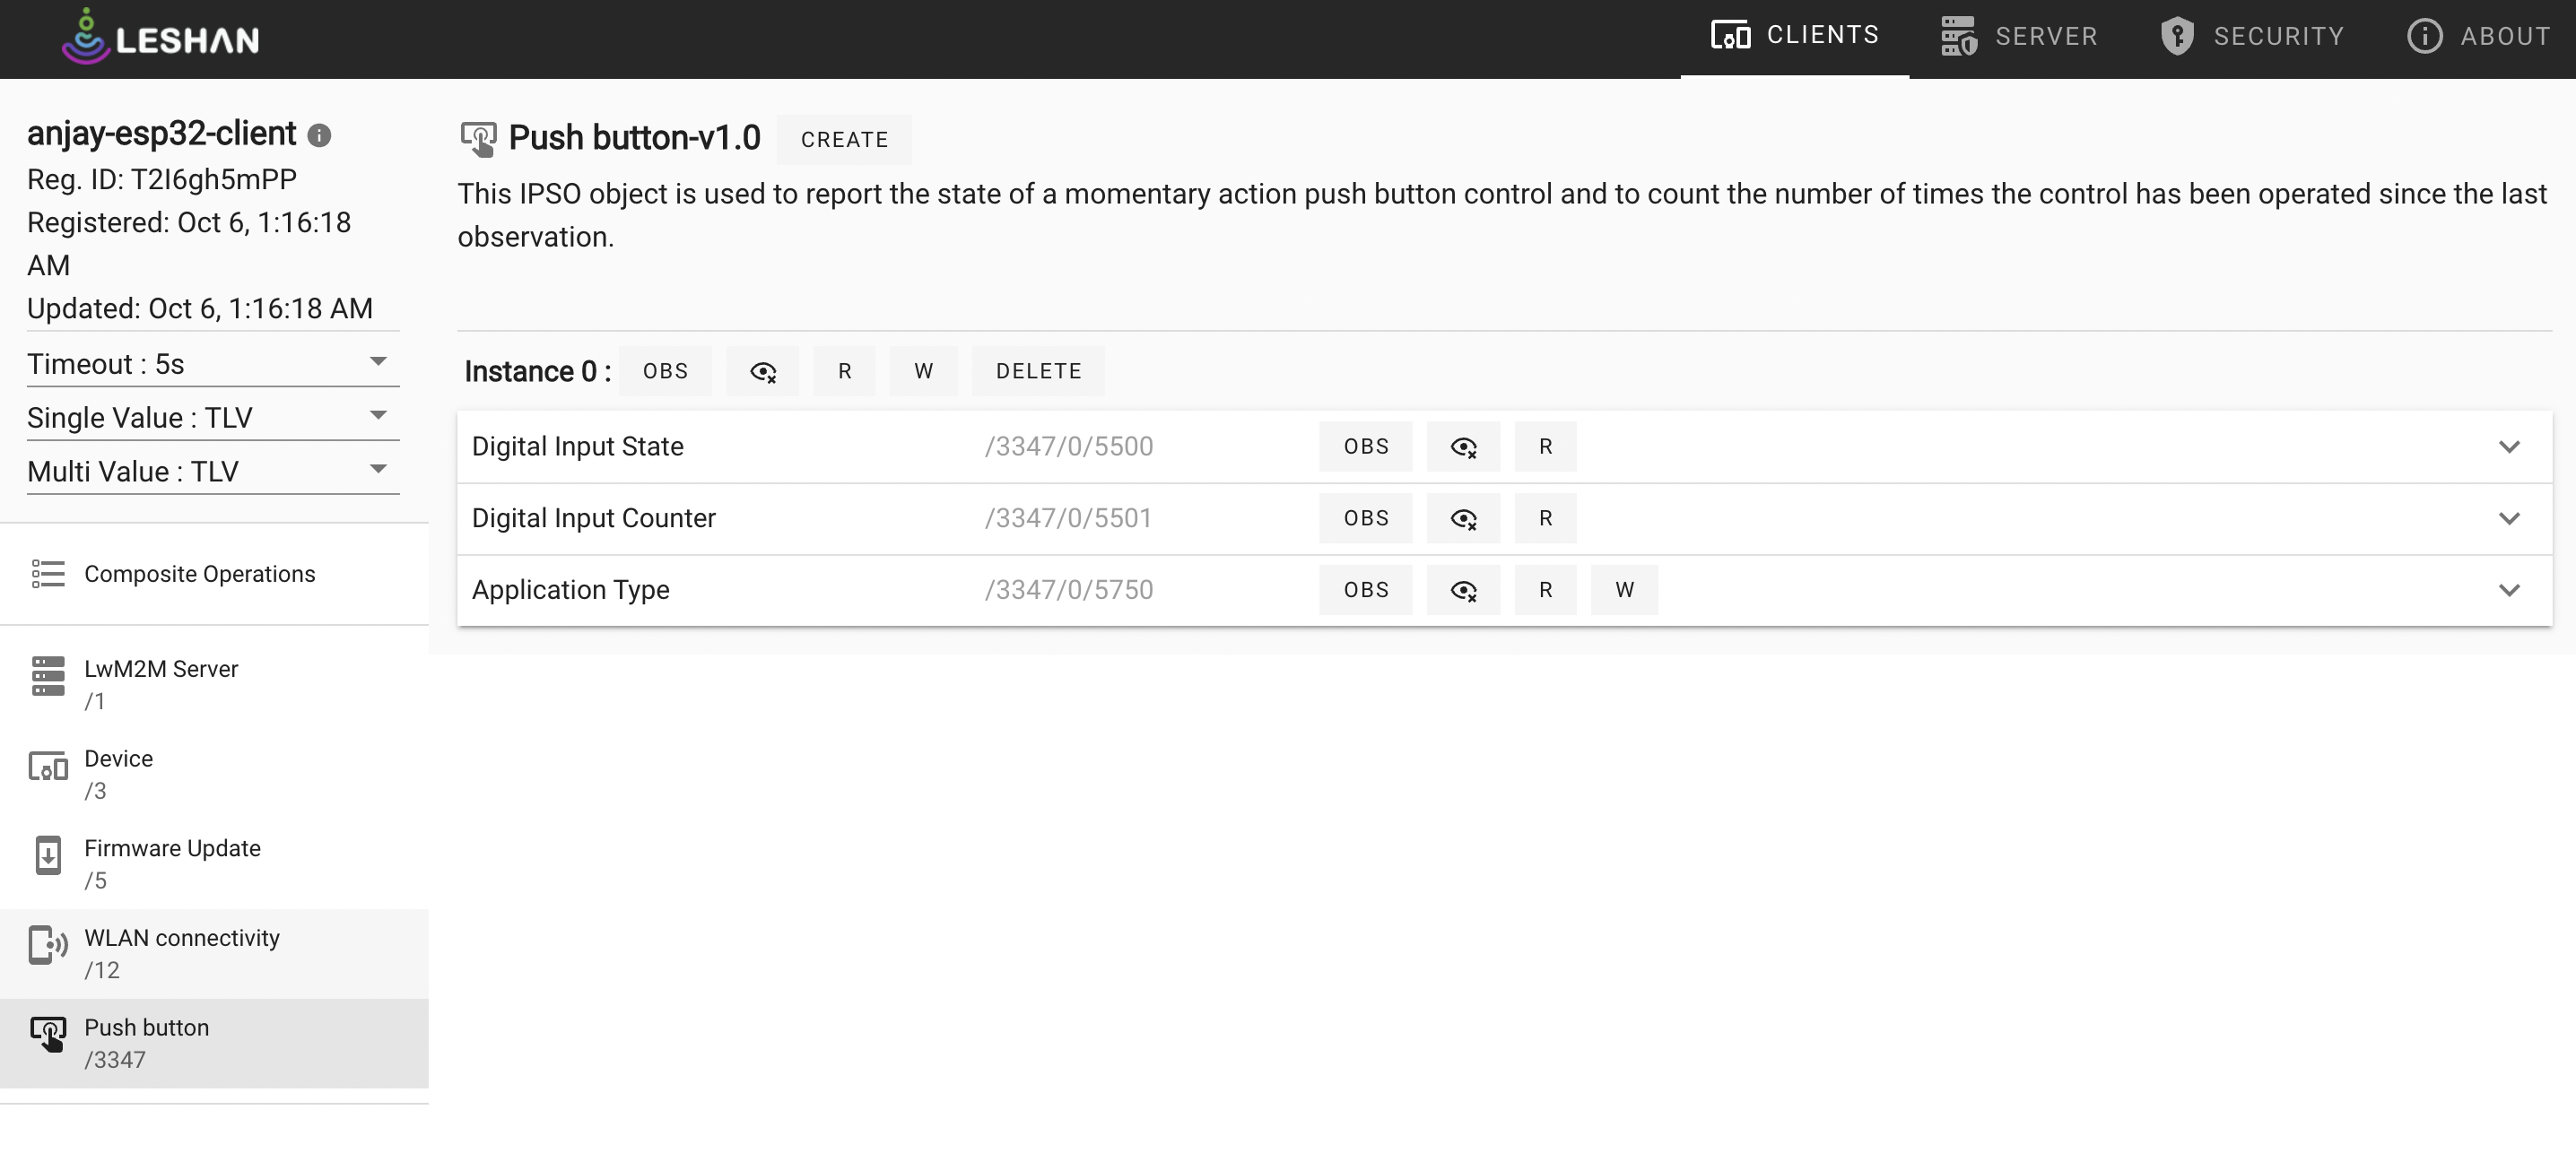 LESHAN
CLIENTS
SERVER
SECURITY
ABOUT
anjay-esp32-client
Reg. ID: T2I6gh5mPP
Registered: Oct 6, 1:16:18
AM
Updated: Oct 6, 1:16:18 AM
Timeout : 5s
Single Value : TLV
Multi Value : TLV
Composite Operations
LwM2M Server
/1
Device
/3
Firmware Update
/5
WLAN connectivity
/12
Push button
/3347
Push button-v1.0 CREATE
This IPSO object is used to report the state of a momentary action push button control and to count the number of times the control has been operated since the last
observation.
Instance 0 : OBS R W DELETE
Digital Input State /3347/0/5500 OBS R
Digital Input Counter /3347/0/5501 OBS R
Application Type /3347/0/5750 OBS R W